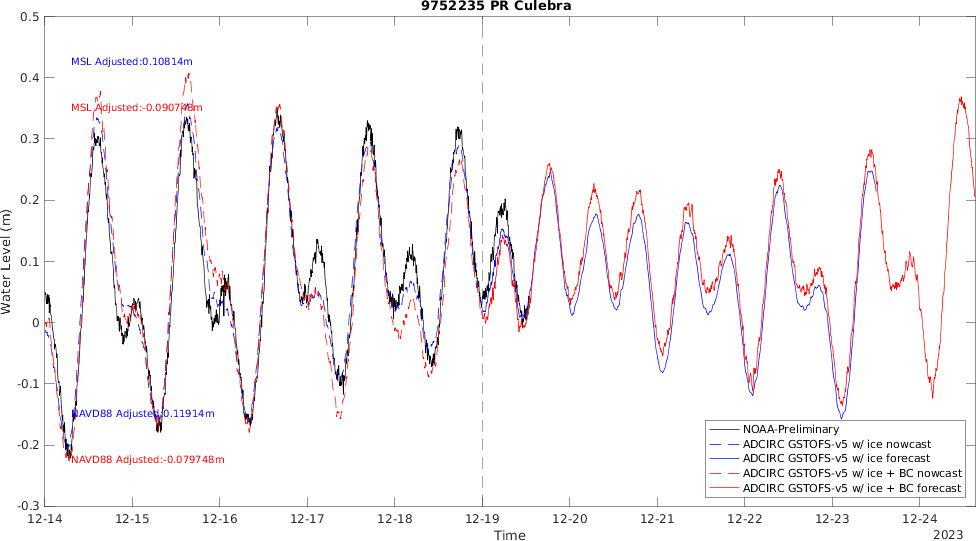 9752235 PR Culebra
0.5
0.4
0.3
0.2
0.1
0
-0.1
-0.2
-0.3
Water Level (m)
MSL Adjusted:0.10814m
MSL Adjusted:-0.090748m
NAVD88 Adjusted:0.11914m
NAVD88 Adjusted:-0.079748m
NOAA-Preliminary
ADCIRC GSTOFS-v5 w/ ice nowcast
ADCIRC GSTOFS-v5 w/ ice forecast
ADCIRC GSTOFS-v5 w/ ice + BC nowcast
ADCIRC GSTOFS-v5 w/ ice + BC forecast
12-14 12-15 12-16 12-17 12-18 12-19 12-20 12-21 12-22 12-23 12-24
Time
2023